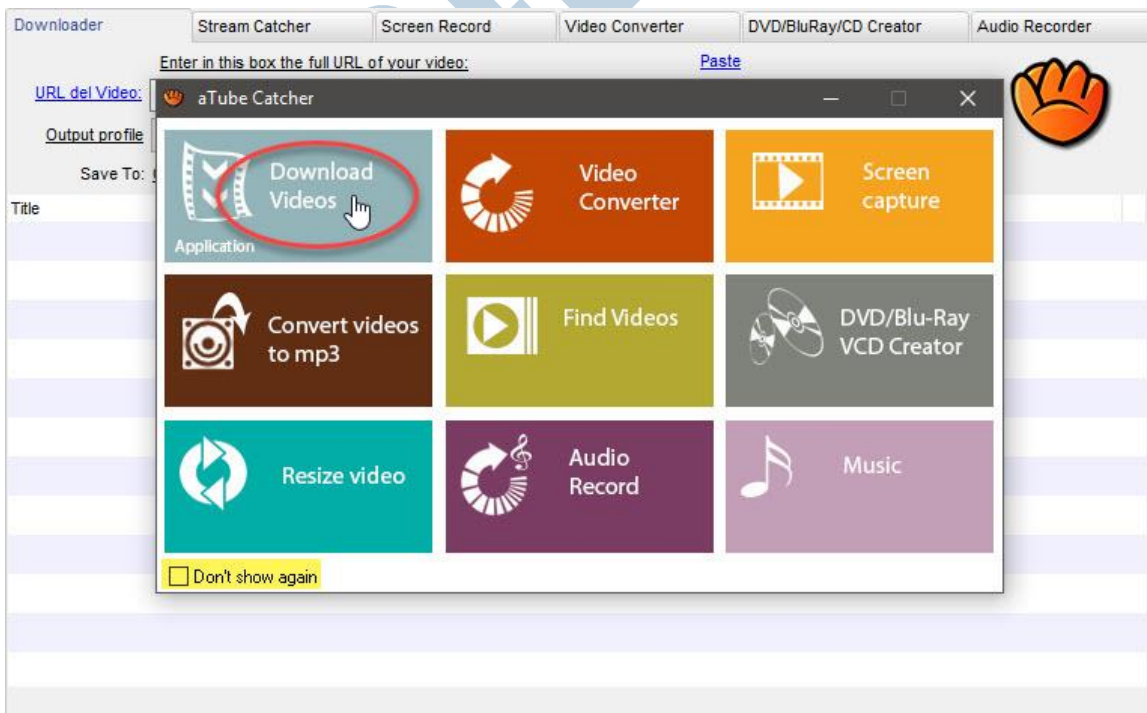 Downloader Stream Catcher Screen Record Video Converter DVD/BluRay/CD Creator Audio Recorder
Enter in this box the full URL of your video: Paste
URL del Video:
aTube Catcher
Output profile
Save To:
Title
Download
Videos
Application
Video
Converter
Screen
capture
Convert videos
to mp3
Find Videos
DVD/Blu-Ray
VCD Creator
Resize video
Audio
Record
Music
Don't show again